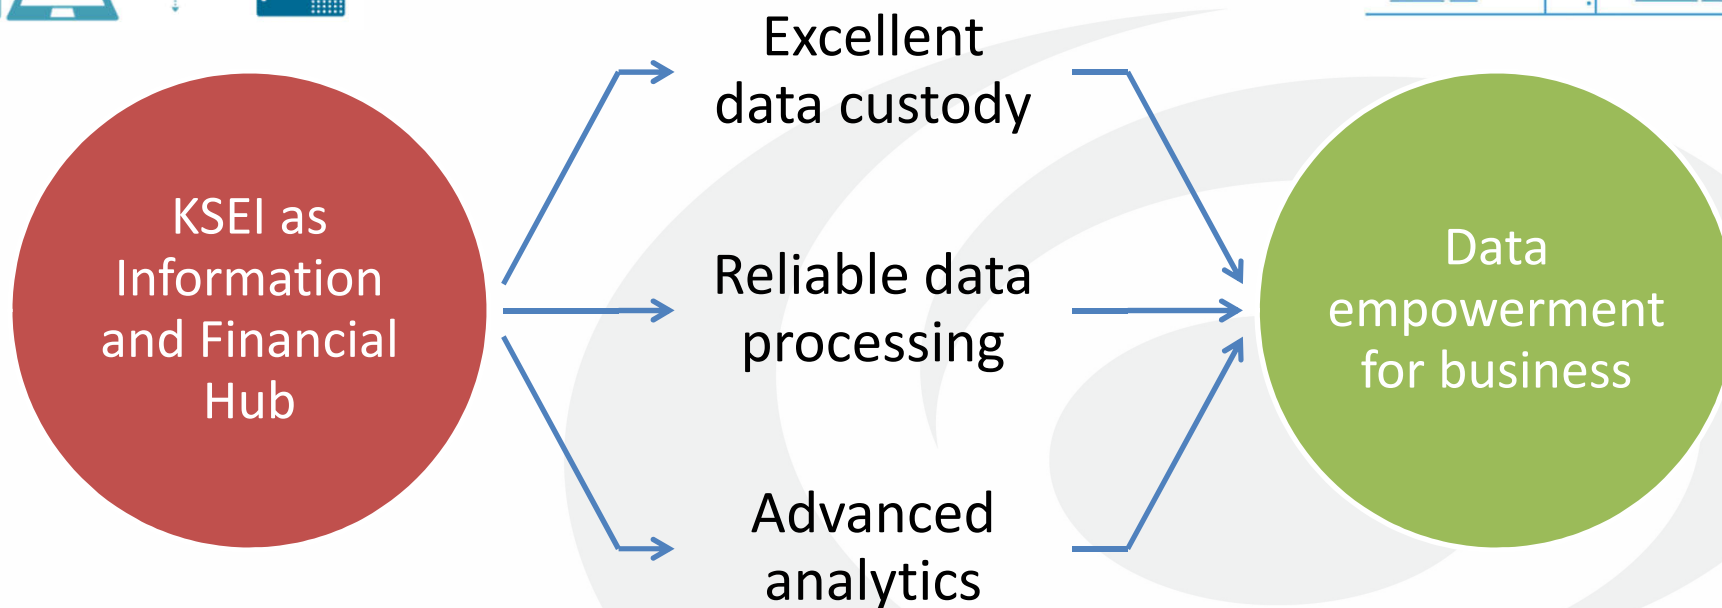 KSEI as
Information
and Financial
Hub
Excellent
data custody
Reliable data
processing
Advanced
analytics
Data
empowerment
for business